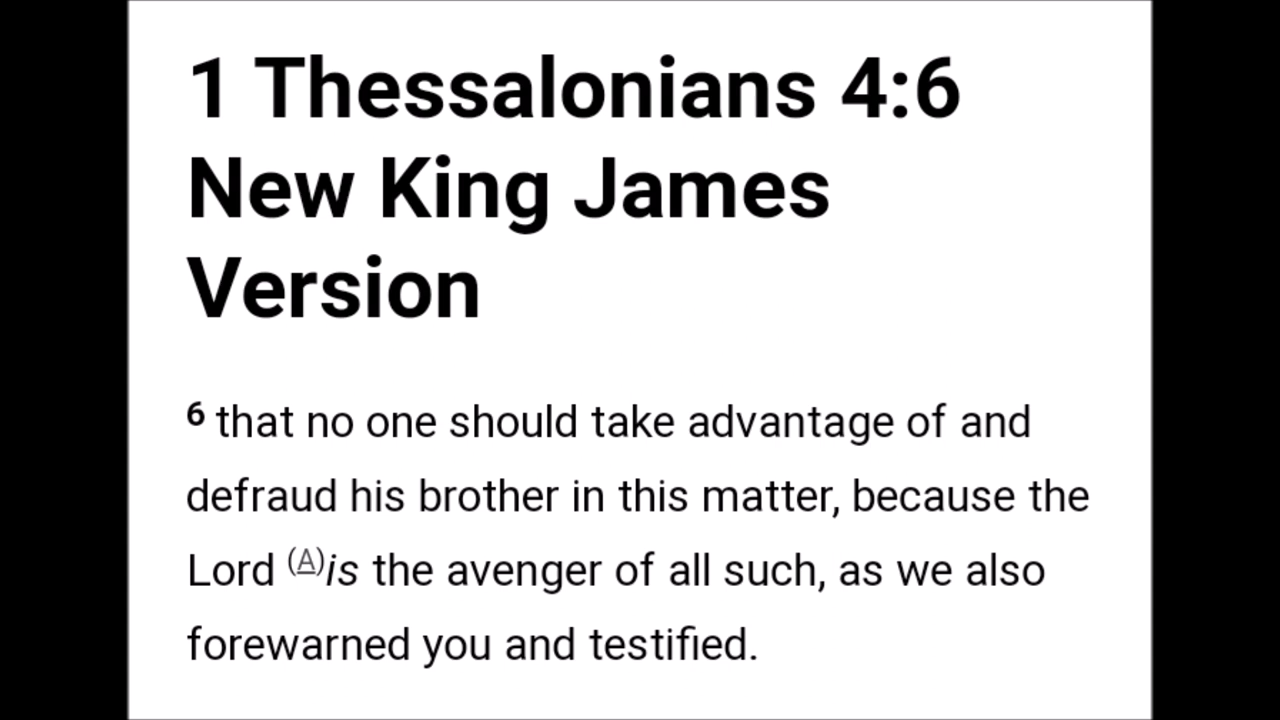 1 Thessalonians 4:6
New King James
Version
6 that no one should take advantage of and
defraud his brother in this matter, because the
Lord (A)is the avenger of all such, as we also
forewarned you and testified.